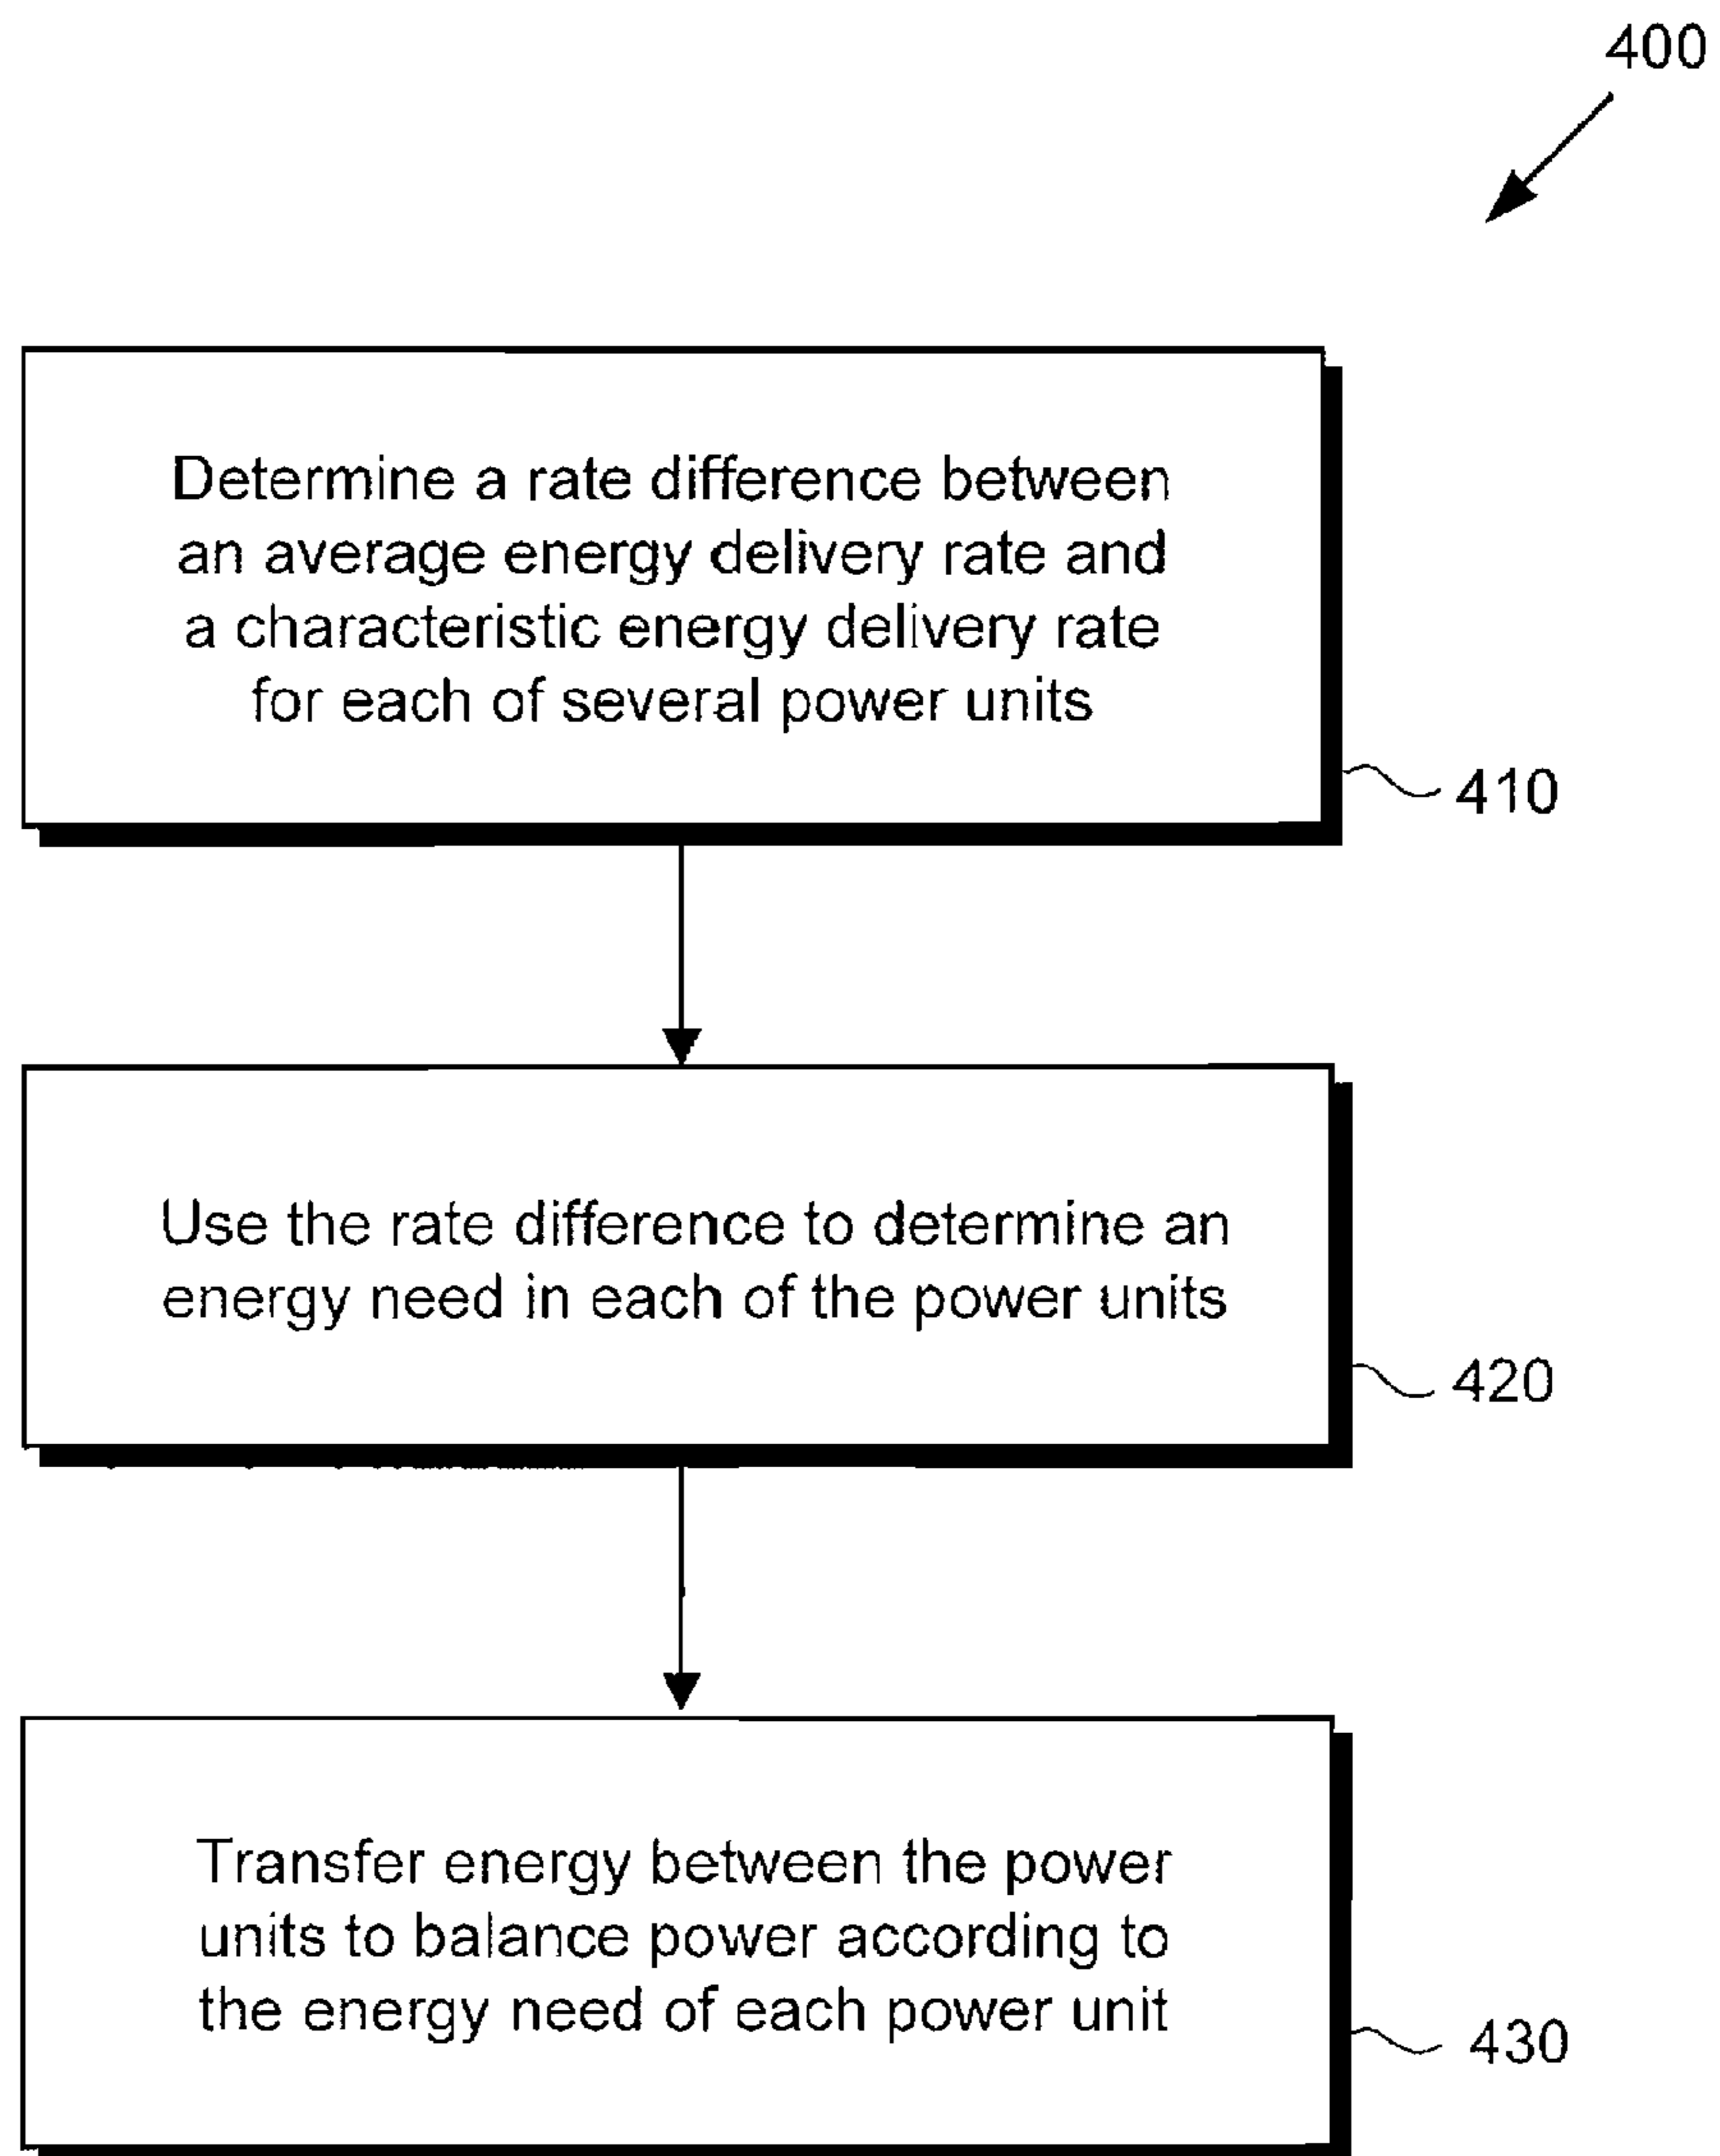 400
Determine a rate difference between
an average energy delivery rate and
a characteristic energy delivery rate
for each of several power units
410
Use the rate difference to determine an
energy need in each of the power units
420
Transfer energy between the power
units to balance power according to
the energy need of each power unit
430